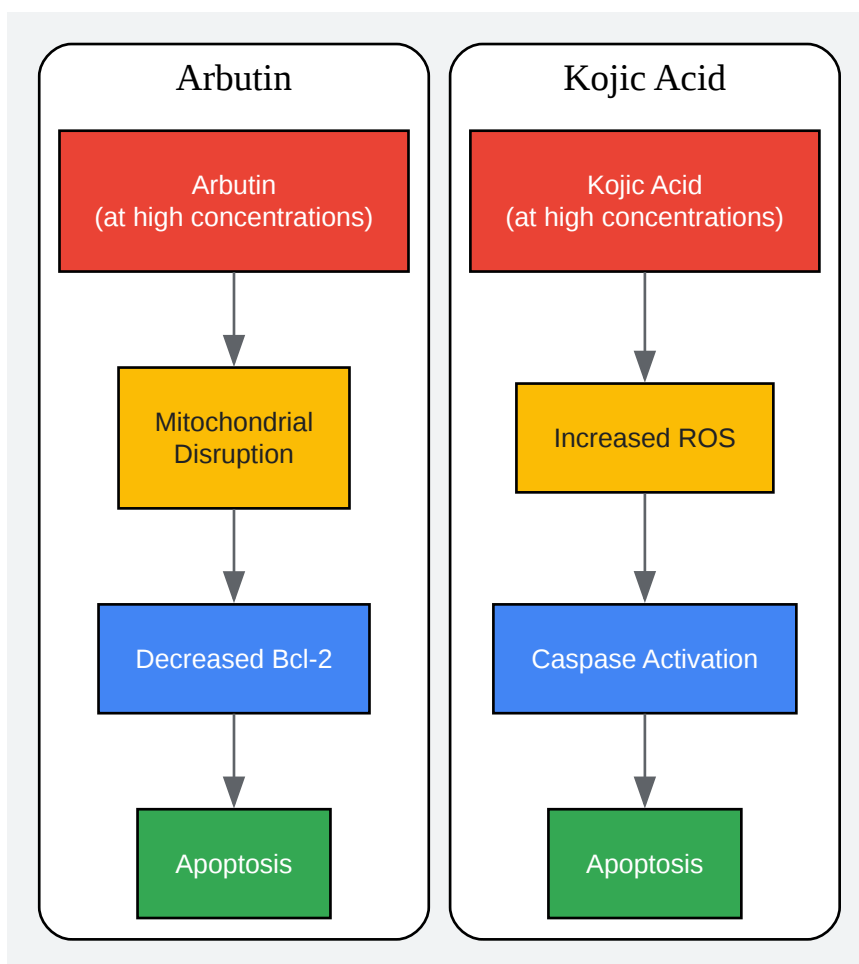 Arbutin
Arbutin
(at high concentrations)
Mitochondrial
Disruption
Decreased Bcl-2
Apoptosis
Kojic Acid
Kojic Acid
(at high concentrations)
Increased ROS
Caspase Activation
Apoptosis